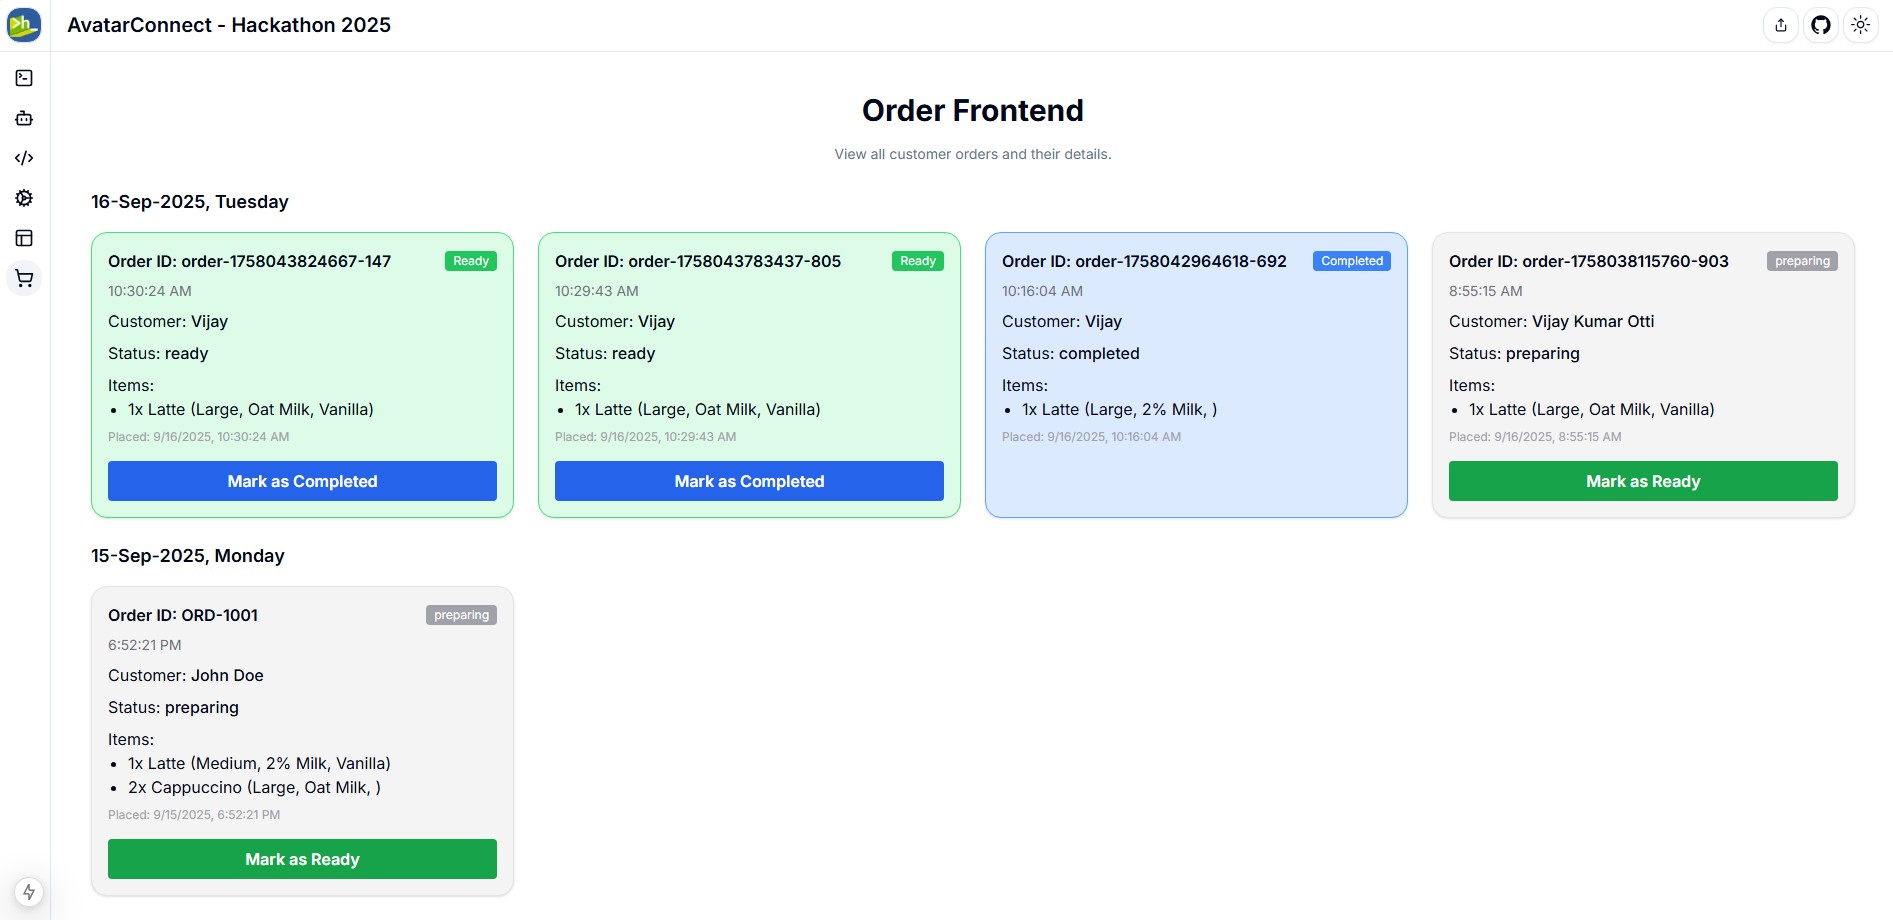 AvatarConnect - Hackathon 2025
Order Frontend
View all customer orders and their details.
16-Sep-2025, Tuesday
Order ID: order-1758043824667-147 Ready
10:30:24 AM
Customer: Vijay
Status: ready
Items:
• 1x Latte (Large, Oat Milk, Vanilla)
Placed: 9/16/2025, 10:30:24 AM
Mark as Completed
Order ID: order-1758043783437-805 Ready
10:29:43 AM
Customer: Vijay
Status: ready
Items:
• 1x Latte (Large, Oat Milk, Vanilla)
Placed: 9/16/2025, 10:29:43 AM
Mark as Completed
Order ID: order-1758042964618-692 Completed
10:16:04 AM
Customer: Vijay
Status: completed
Items:
• 1x Latte (Large, 2% Milk, )
Placed: 9/16/2025, 10:16:04 AM
Order ID: order-1758038115760-903 preparing
8:55:15 AM
Customer: Vijay Kumar Otti
Status: preparing
Items:
• 1x Latte (Large, Oat Milk, Vanilla)
Placed: 9/16/2025, 8:55:15 AM
Mark as Ready
15-Sep-2025, Monday
Order ID: ORD-1001 preparing
6:52:21 PM
Customer: John Doe
Status: preparing
Items:
• 1x Latte (Medium, 2% Milk, Vanilla)
• 2x Cappuccino (Large, Oat Milk, )
Placed: 9/15/2025, 6:52:21 PM
Mark as Ready